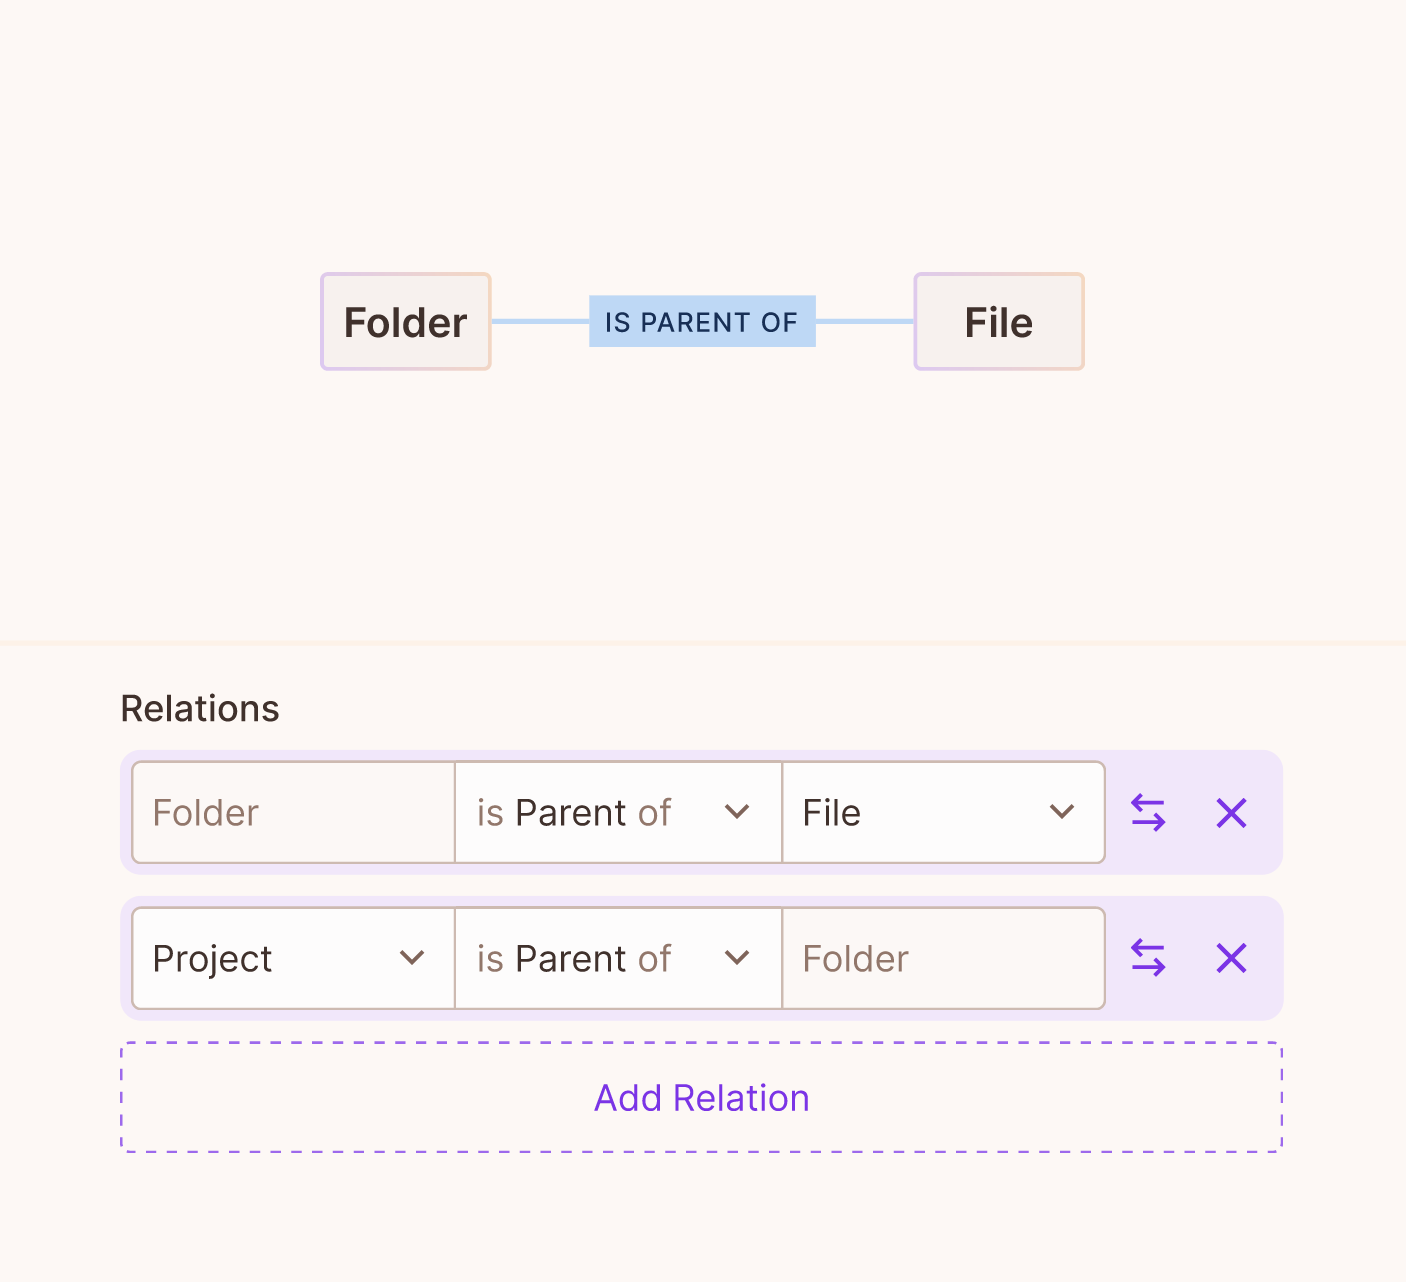 Folder IS PARENT OF File
Relations
Folder is Parent of File
Project is Parent of Folder
Add Relation